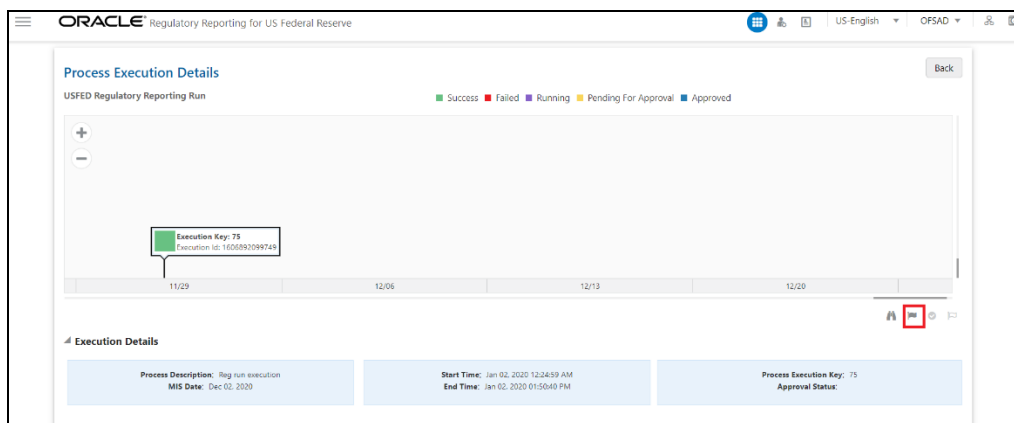 ORACLE® Regulatory Reporting for US Federal Reserve
US-English
OFSAD
Process Execution Details
Back
USFED Regulatory Reporting Run
Success
Failed
Running
Pending For Approval
Approved
Execution Key: 75
Execution Id: 1606892099749
11/29
12/06
12/13
12/20
Execution Details
Process Description: Reg run execution
MIS Date: Dec 02, 2020
Start Time: Jan 02, 2020 12:24:59 AM
End Time: Jan 02, 2020 01:50:40 PM
Process Execution Key: 75
Approval Status: